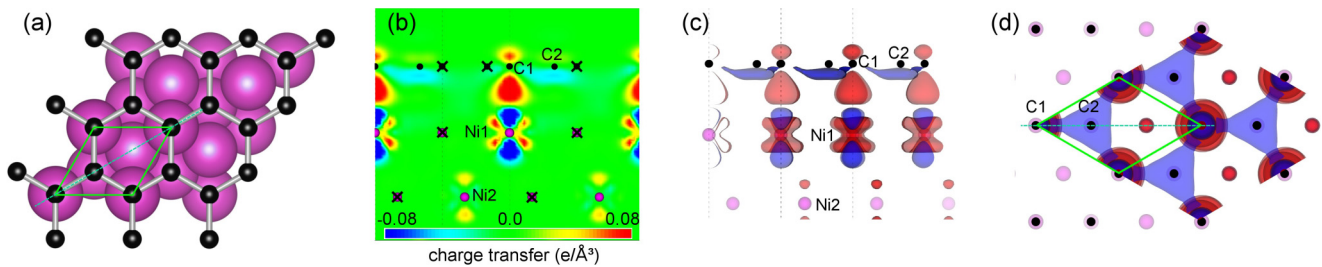 (a)
(b)
C2
C1
Ni1
Ni2
-0.08 0.0 0.08
charge transfer (e/Å³)
(c)
C2
C1
Ni1
Ni2
(d)
C1 C2